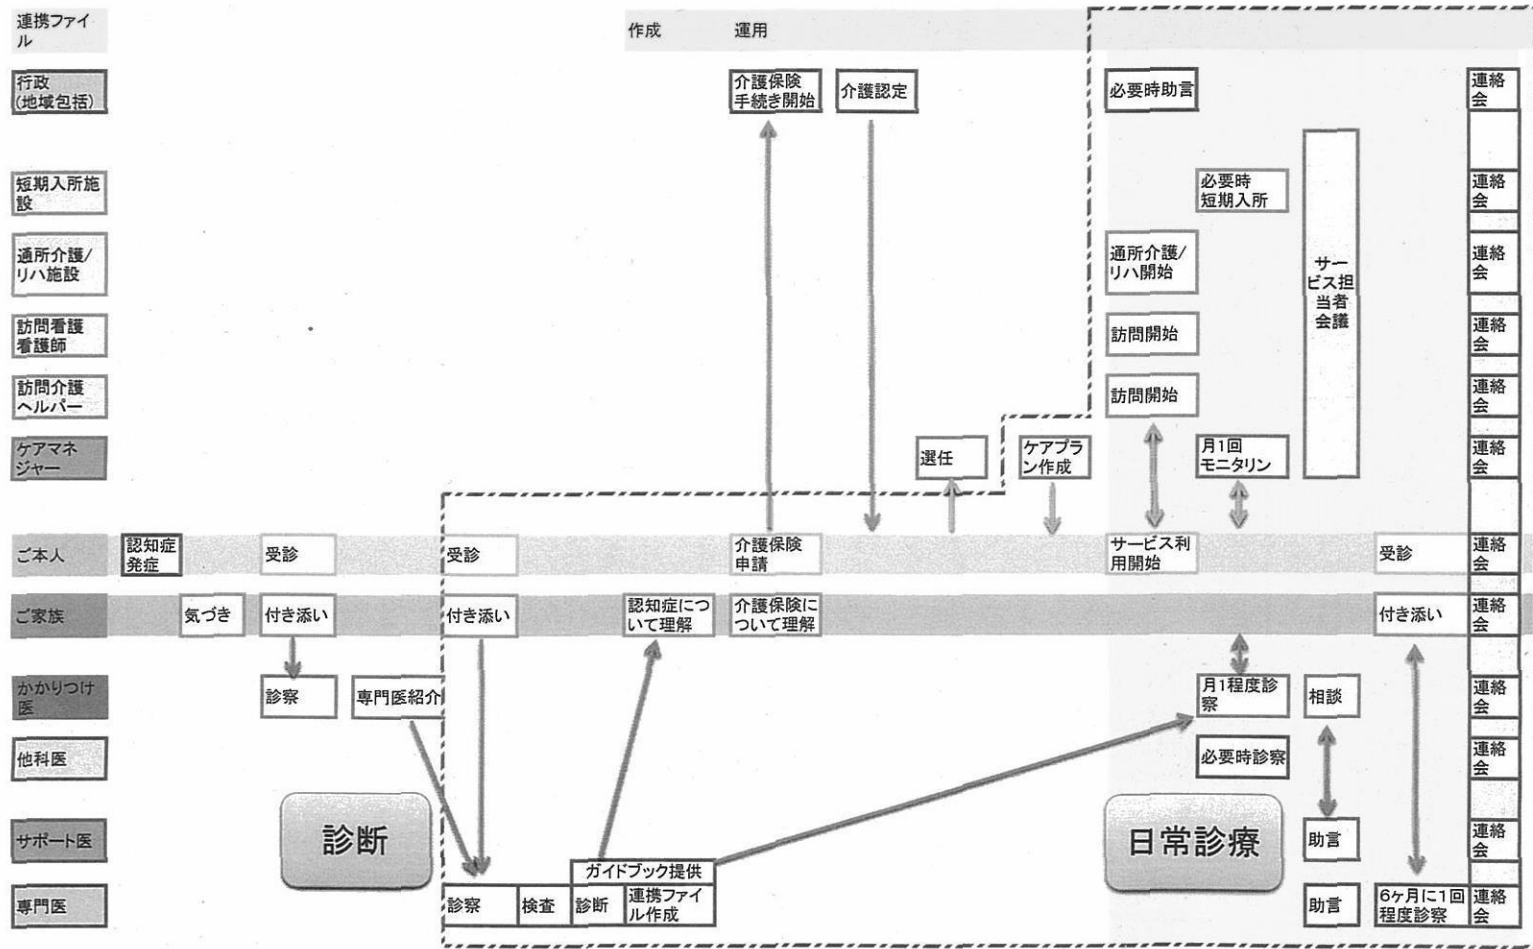 連携ファイ
ル
作成
運用
行政
(地域包括)
介護保険
手続き開始
介護認定
必要時助言
連絡
会
短期入所施
設
必要時
短期入所
連絡
会
通所介護/
リハ施設
通所介護/
リハ開始
サー
ビス担
当者
会議
連絡
会
訪問看護
看護師
訪問開始
連絡
会
訪問介護
ヘルパー
訪問開始
連絡
会
ケアマネ
ジャー
選任
ケアプラ
ン作成
月1回
モニタリン
連絡
会
ご本人
認知症
発症
受診
受診
介護保険
申請
サービス利
用開始
受診
連絡
会
ご家族
気づき
付き添い
付き添い
認知症につ
いて理解
介護保険に
ついて理解
付き添い
連絡
会
かかりつけ
医
診察
専門医紹介
月1程度診
察
相談
連絡
会
他科医
必要時診察
連絡
会
サポート医
診断
日常診療
助言
連絡
会
ガイドブック提供
専門医
診察
検査
診断
連携ファイ
ル作成
助言
6ヶ月に1回
程度診察
連絡
会